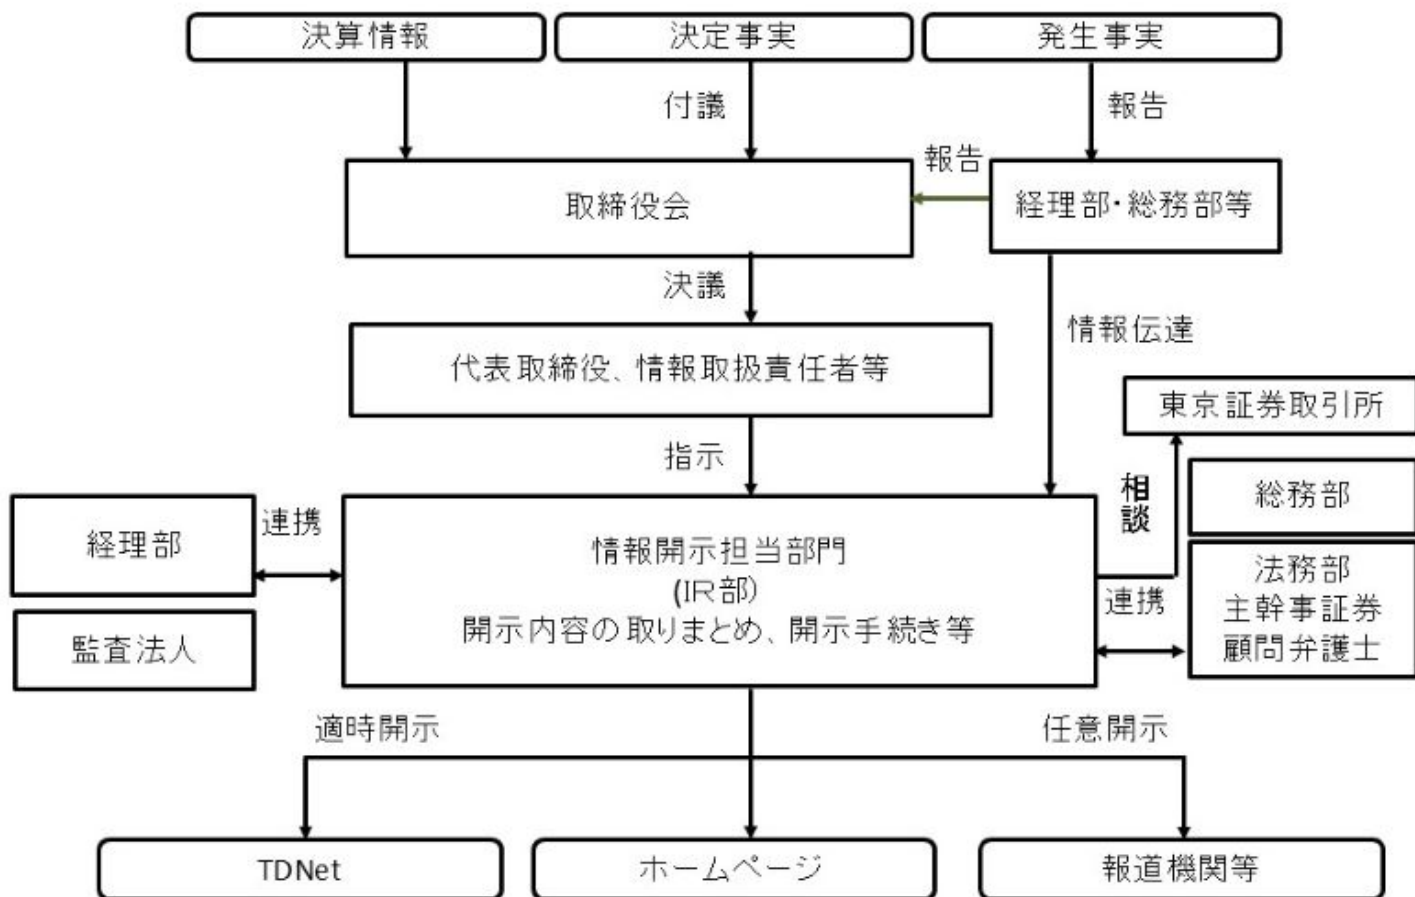 決算情報
決定事実
発生事実
付議
報告
報告
取締役会
経理部・総務部等
決議
情報伝達
代表取締役、情報取扱責任者等
東京証券取引所
指示
相談
総務部
経理部
連携
情報開示担当部門
(IR部)
開示内容の取りまとめ、開示手続き等
連携
法務部
主幹事証券
顧問弁護士
監査法人
適時開示
任意開示
TDNet
ホームページ
報道機関等